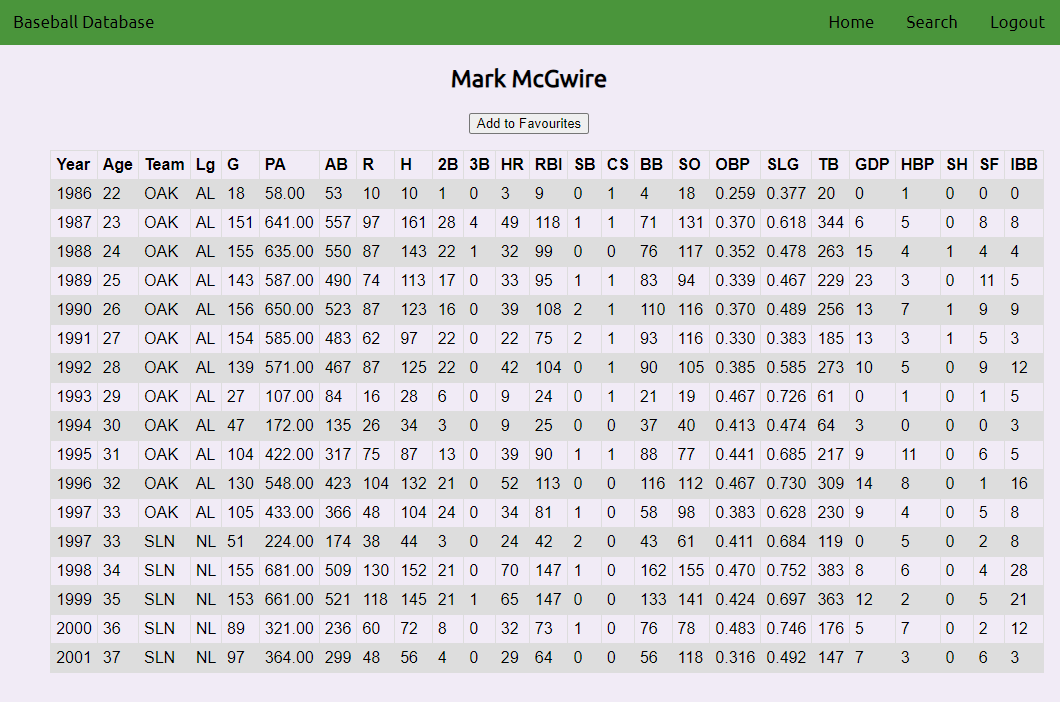 Baseball Database Home Search Logout
Mark McGwire
Add to Favourites
Year Age Team Lg G PA AB R H 2B 3B HR RBI SB CS BB SO OBP SLG TB GDP HBP SH SF IBB
1986 22 OAK AL 18 58.00 53 10 10 1 0 3 9 0 1 4 18 0.259 0.377 20 0 1 0 0 0
1987 23 OAK AL 151 641.00 557 97 161 28 4 49 118 1 1 71 131 0.370 0.618 344 6 5 0 8 8
1988 24 OAK AL 155 635.00 550 87 143 22 1 32 99 0 0 76 117 0.352 0.478 263 15 4 1 4 4
1989 25 OAK AL 143 587.00 490 74 113 17 0 33 95 1 1 83 94 0.339 0.467 229 23 3 0 11 5
1990 26 OAK AL 156 650.00 523 87 123 16 0 39 108 2 1 110 116 0.370 0.489 256 13 7 1 9 9
1991 27 OAK AL 154 585.00 483 62 97 22 0 22 75 2 1 93 116 0.330 0.383 185 13 3 1 5 3
1992 28 OAK AL 139 571.00 467 87 125 22 0 42 104 0 1 90 105 0.385 0.585 273 10 5 0 9 12
1993 29 OAK AL 27 107.00 84 16 28 6 0 9 24 0 1 21 19 0.467 0.726 61 0 1 0 1 5
1994 30 OAK AL 47 172.00 135 26 34 3 0 9 25 0 0 37 40 0.413 0.474 64 3 0 0 0 3
1995 31 OAK AL 104 422.00 317 75 87 13 0 39 90 1 1 88 77 0.441 0.685 217 9 11 0 6 5
1996 32 OAK AL 130 548.00 423 104 132 21 0 52 113 0 0 116 112 0.467 0.730 309 14 8 0 1 16
1997 33 OAK AL 105 433.00 366 48 104 24 0 34 81 1 0 58 98 0.383 0.628 230 9 4 0 5 8
1997 33 SLN NL 51 224.00 174 38 44 3 0 24 42 2 0 43 61 0.411 0.684 119 0 5 0 2 8
1998 34 SLN NL 155 681.00 509 130 152 21 0 70 147 1 0 162 155 0.470 0.752 383 8 6 0 4 28
1999 35 SLN NL 153 661.00 521 118 145 21 1 65 147 0 0 133 141 0.424 0.697 363 12 2 0 5 21
2000 36 SLN NL 89 321.00 236 60 72 8 0 32 73 1 0 76 78 0.483 0.746 176 5 7 0 2 12
2001 37 SLN NL 97 364.00 299 48 56 4 0 29 64 0 0 56 118 0.316 0.492 147 7 3 0 6 3